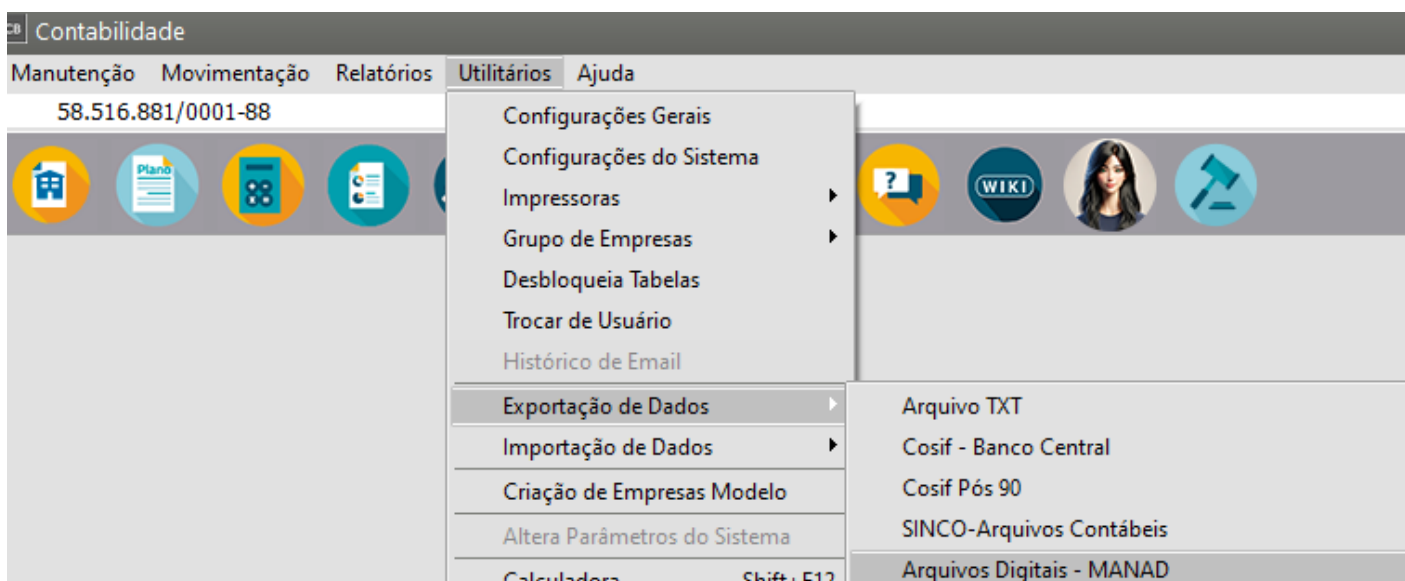 CB Contabilidade
Manutenção Movimentação Relatórios Utilitários Ajuda
58.516.881/0001-88
Plano
?
WIKI
Configurações Gerais
Configurações do Sistema
Impressoras
Grupo de Empresas
Desbloqueia Tabelas
Trocar de Usuário
Histórico de Email
Exportação de Dados
Importação de Dados
Criação de Empresas Modelo
Altera Parâmetros do Sistema
Calculadora Shift+F12
Arquivo TXT
Cosif - Banco Central
Cosif Pós 90
SINCO-Arquivos Contábeis
Arquivos Digitais - MANAD